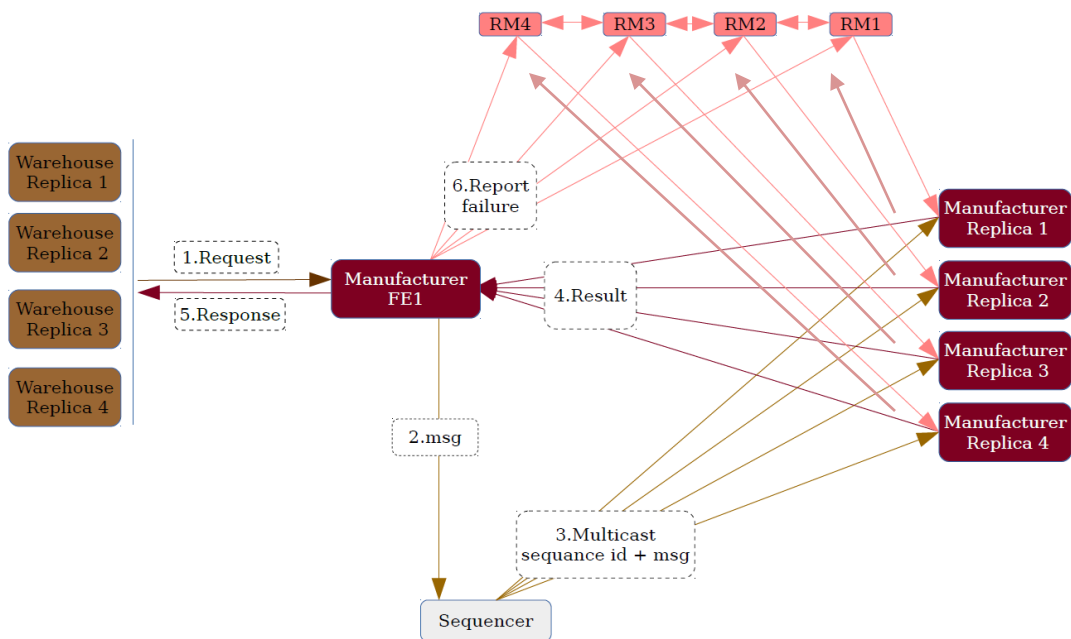 RM4
RM3
RM2
RM1
Warehouse
Replica 1
Warehouse
Replica 2
Warehouse
Replica 3
Warehouse
Replica 4
1.Request
5.Response
6.Report
failure
Manufacturer
FE1
4.Result
Manufacturer
Replica 1
Manufacturer
Replica 2
Manufacturer
Replica 3
Manufacturer
Replica 4
2.msg
3.Multicast
sequance id + msg
Sequencer